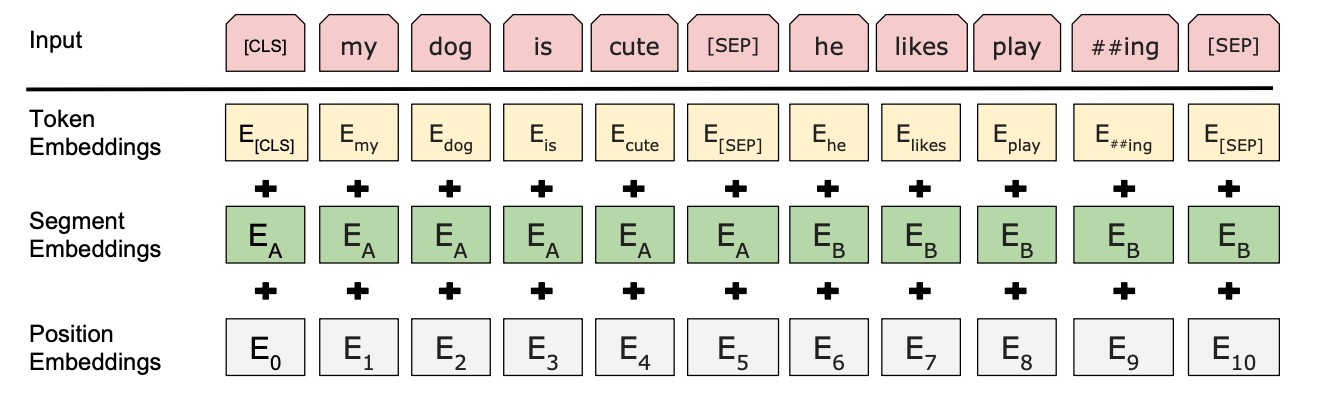 Input [CLS] my dog is cute [SEP] he likes play ##ing [SEP]
Token Embeddings E[CLS] Emy Edog Eis Ecute E[SEP] Ehe Elikes Eplay E##ing E[SEP]
+ + + + + + + + + + +
Segment Embeddings EA EA EA EA EA EA EB EB EB EB EB
+ + + + + + + + + + +
Position Embeddings E0 E1 E2 E3 E4 E5 E6 E7 E8 E9 E10